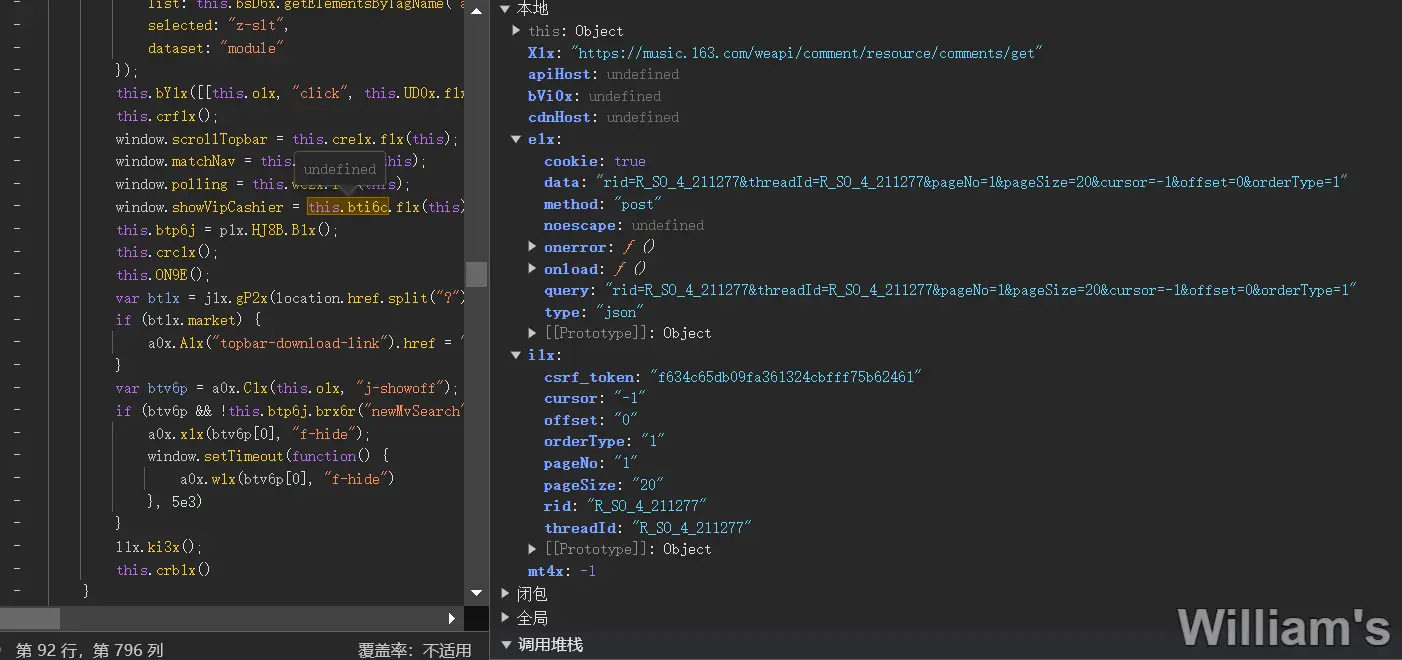 list: this.bsD6x.getElementsByTagName("a
selected: "z-slt",
dataset: "module"
});
this.bY1x([[this.o1x, "click", this.UD0x.f1x
this.crf1x();
window.scrollTopbar = this.cre1x.f1x(this);
window.matchNav = this. his);
window.polling = this. (this);
undefined
window.showVipCashier = this.bti6c.f1x(this)
this.btp6j = p1x.HJ8B.B1x();
this.crc1x();
this.ON9E();
var bt1x = j1x.gP2x(location.href.split("?")
if (bt1x.market) {
a0x.A1x("topbar-download-link").href = "
}
var btv6p = a0x.C1x(this.o1x, "j-showoff");
if (btv6p && !this.btp6j.brx6r("newMvSearch"
a0x.x1x(btv6p[0], "f-hide");
window.setTimeout(function() {
a0x.w1x(btv6p[0], "f-hide")
}, 5e3)
}
l1x.ki3x();
this.crb1x()
}
第 92 行，第 796 列
覆盖率：不适用
本地
this: Object
X1x: "https://music.163.com/weapi/comment/resource/comments/get"
apiHost: undefined
bVi0x: undefined
cdnHost: undefined
e1x:
cookie: true
data: "rid=R_SO_4_211277&threadId=R_SO_4_211277&pageNo=1&pageSize=20&cursor=-1&offset=0&orderType=1"
method: "post"
noescape: undefined
onerror: ƒ ()
onload: ƒ ()
query: "rid=R_SO_4_211277&threadId=R_SO_4_211277&pageNo=1&pageSize=20&cursor=-1&offset=0&orderType=1"
type: "json"
[[Prototype]]: Object
i1x:
csrf_token: "f634c65db09fa361324cbfff75b62461"
cursor: "-1"
offset: "0"
orderType: "1"
pageNo: "1"
pageSize: "20"
rid: "R_SO_4_211277"
threadId: "R_SO_4_211277"
[[Prototype]]: Object
mt4x: -1
闭包
全局
调用堆栈
William's